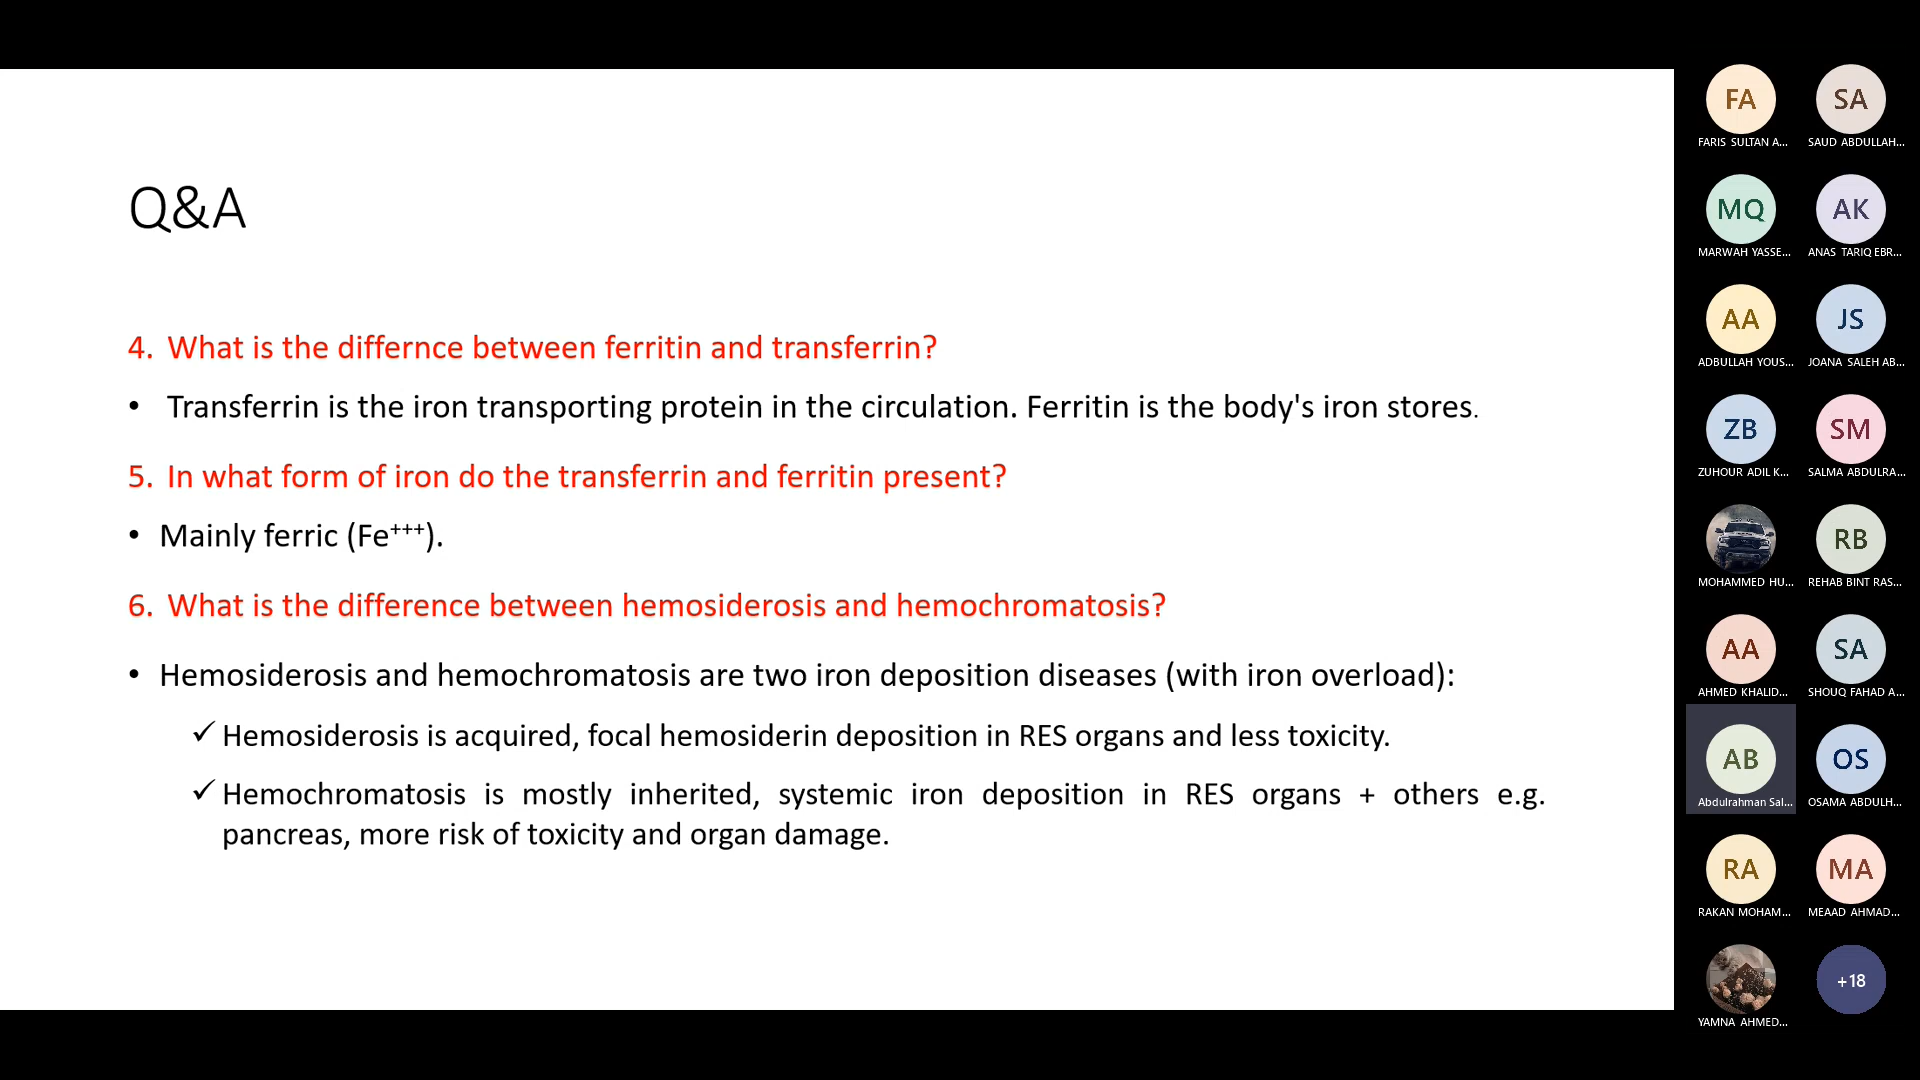 Q&A
4. What is the differnce between ferritin and transferrin?
• Transferrin is the iron transporting protein in the circulation. Ferritin is the body's iron stores.
5. In what form of iron do the transferrin and ferritin present?
• Mainly ferric (Fe+++).
6. What is the difference between hemosiderosis and hemochromatosis?
• Hemosiderosis and hemochromatosis are two iron deposition diseases (with iron overload):
✓ Hemosiderosis is acquired, focal hemosiderin deposition in RES organs and less toxicity.
✓ Hemochromatosis is mostly inherited, systemic iron deposition in RES organs + others e.g.
pancreas, more risk of toxicity and organ damage.
FA SA
FARIS SULTAN A... SAUD ABDULLAH...
MQ AK
MARWAH YASSE... ANAS TARIQ EBR...
AA JS
ADBULLAH YOUS... JOANA SALEH AB...
ZB SM
ZUHOUR ADIL K... SALMA ABDULRA...
RB
MOHAMMED HU... REHAB BINT RAS...
AA SA
AHMED KHALID... SHOUQ FAHAD A...
AB OS
Abdulrahman Sal... OSAMA ABDULH...
RA MA
RAKAN MOHAM... MEAAD AHMAD...
+18
YAMNA AHMED...